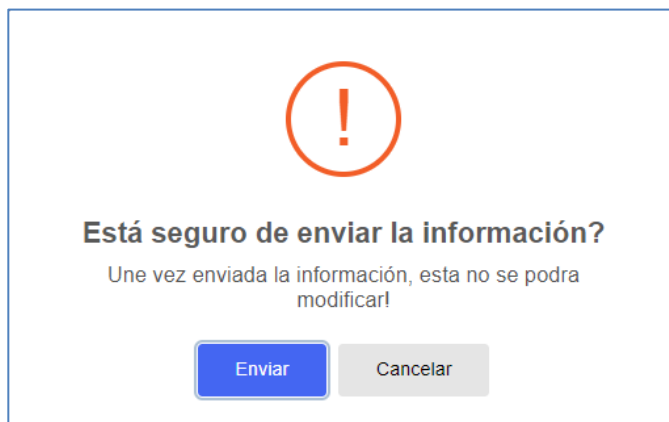 !
Está seguro de enviar la información?
Une vez enviada la información, esta no se podra
modificar!
Enviar
Cancelar